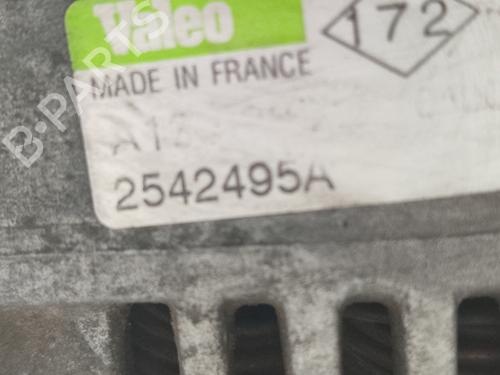 Valeo
172
MADE IN FRANCE
2542495A
B-PARTS